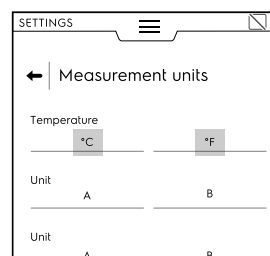 SETTINGS
Measurement units
Temperature
°C °F
Unit
A B
Unit
A B